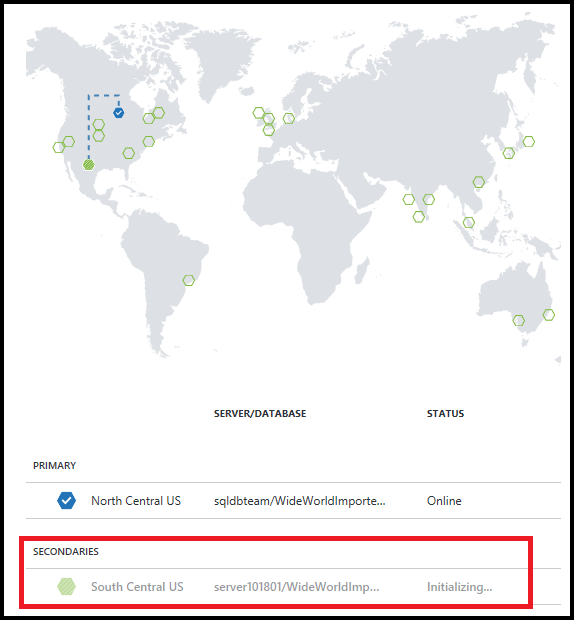 SERVER/DATABASE STATUS
PRIMARY
North Central US sqldbteam/WideWorldImporte... Online
SECONDARIES
South Central US server101801/WideWorldImp... Initializing...